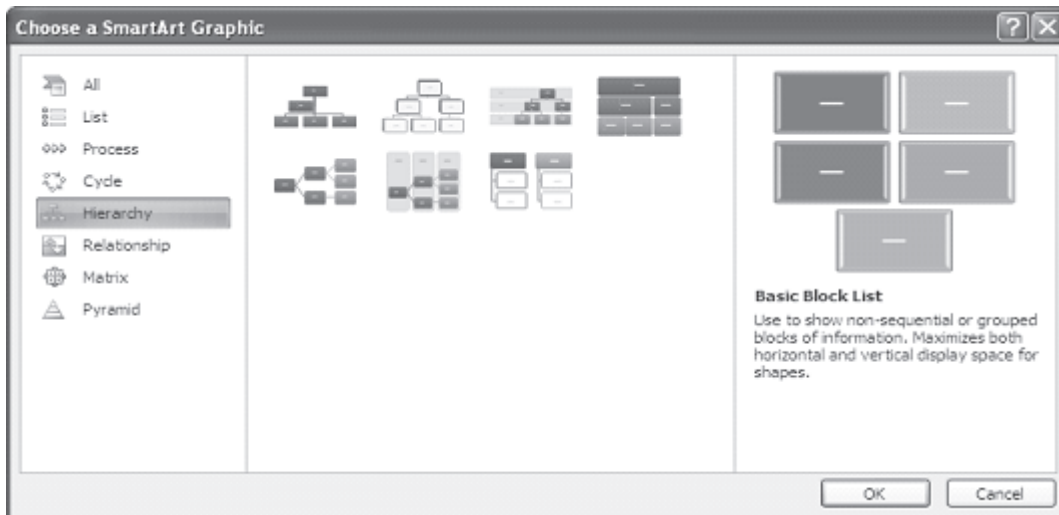 Choose a SmartArt Graphic
All
List
Process
Cycle
Hierarchy
Relationship
Matrix
Pyramid
Basic Block List
Use to show non-sequential or grouped
blocks of information. Maximizes both
horizontal and vertical display space for
shapes.
OK
Cancel